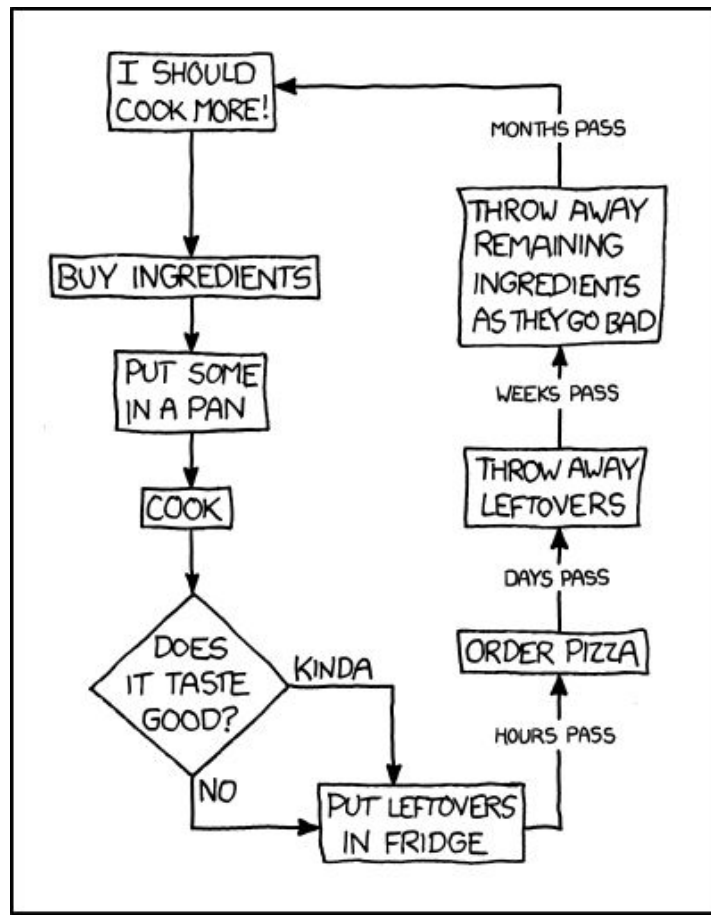 I SHOULD
COOK MORE!
BUY INGREDIENTS
PUT SOME
IN A PAN
COOK
DOES
IT TASTE
GOOD?
KINDA
NO
PUT LEFTOVERS
IN FRIDGE
HOURS PASS
ORDER PIZZA
DAYS PASS
THROW AWAY
LEFTOVERS
WEEKS PASS
THROW AWAY
REMAINING
INGREDIENTS
AS THEY GO BAD
MONTHS PASS